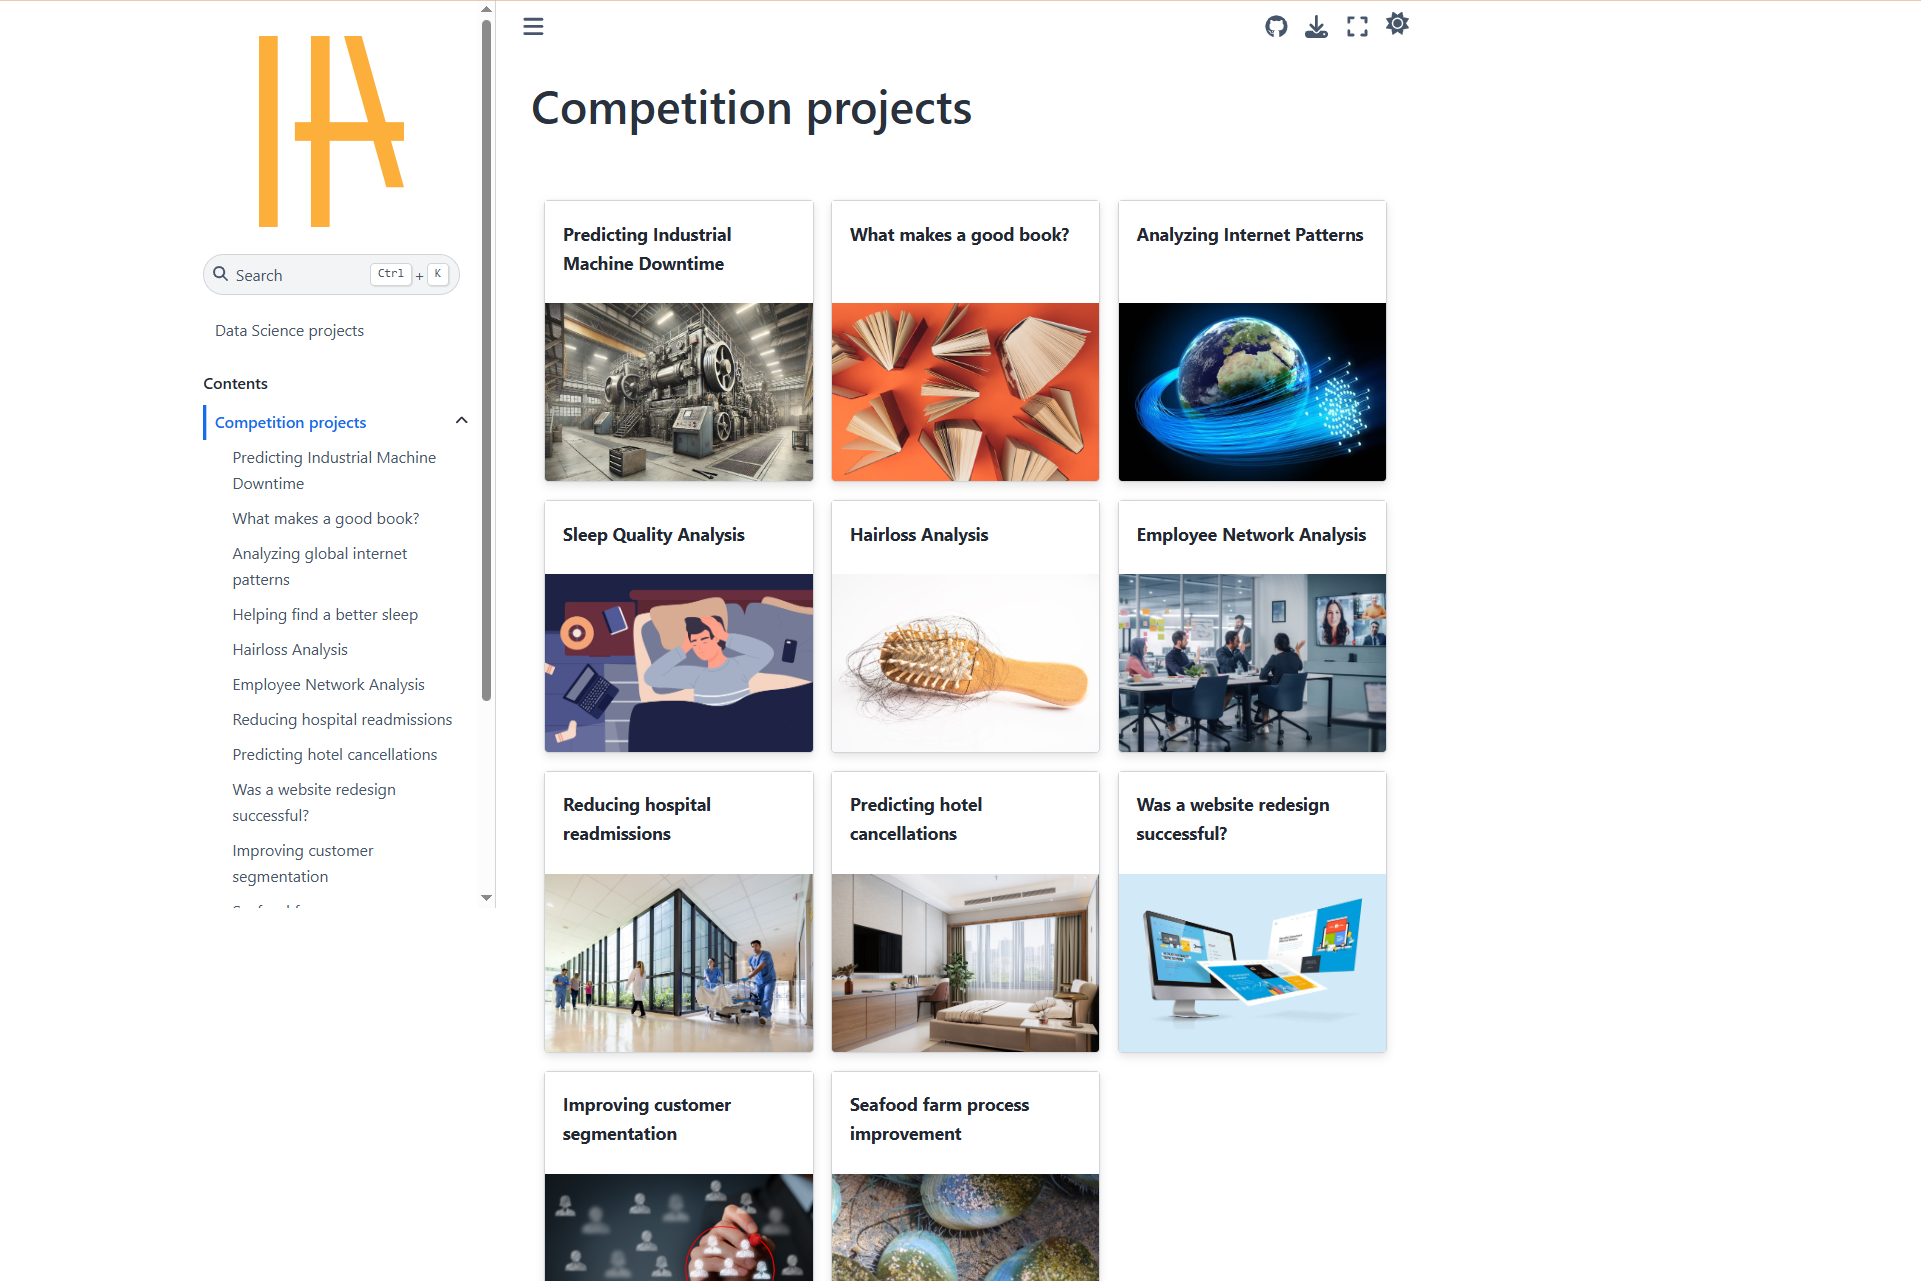 Search
Ctrl + K
Data Science projects
Contents
Competition projects
Predicting Industrial Machine
Downtime
What makes a good book?
Analyzing global internet
patterns
Helping find a better sleep
Hairloss Analysis
Employee Network Analysis
Reducing hospital readmissions
Predicting hotel cancellations
Was a website redesign
successful?
Improving customer
segmentation
Competition projects
Predicting Industrial
Machine Downtime
What makes a good book?
Analyzing Internet Patterns
Sleep Quality Analysis
Hairloss Analysis
Employee Network Analysis
Reducing hospital
readmissions
Predicting hotel
cancellations
Was a website redesign
successful?
Improving customer
segmentation
Seafood farm process
improvement